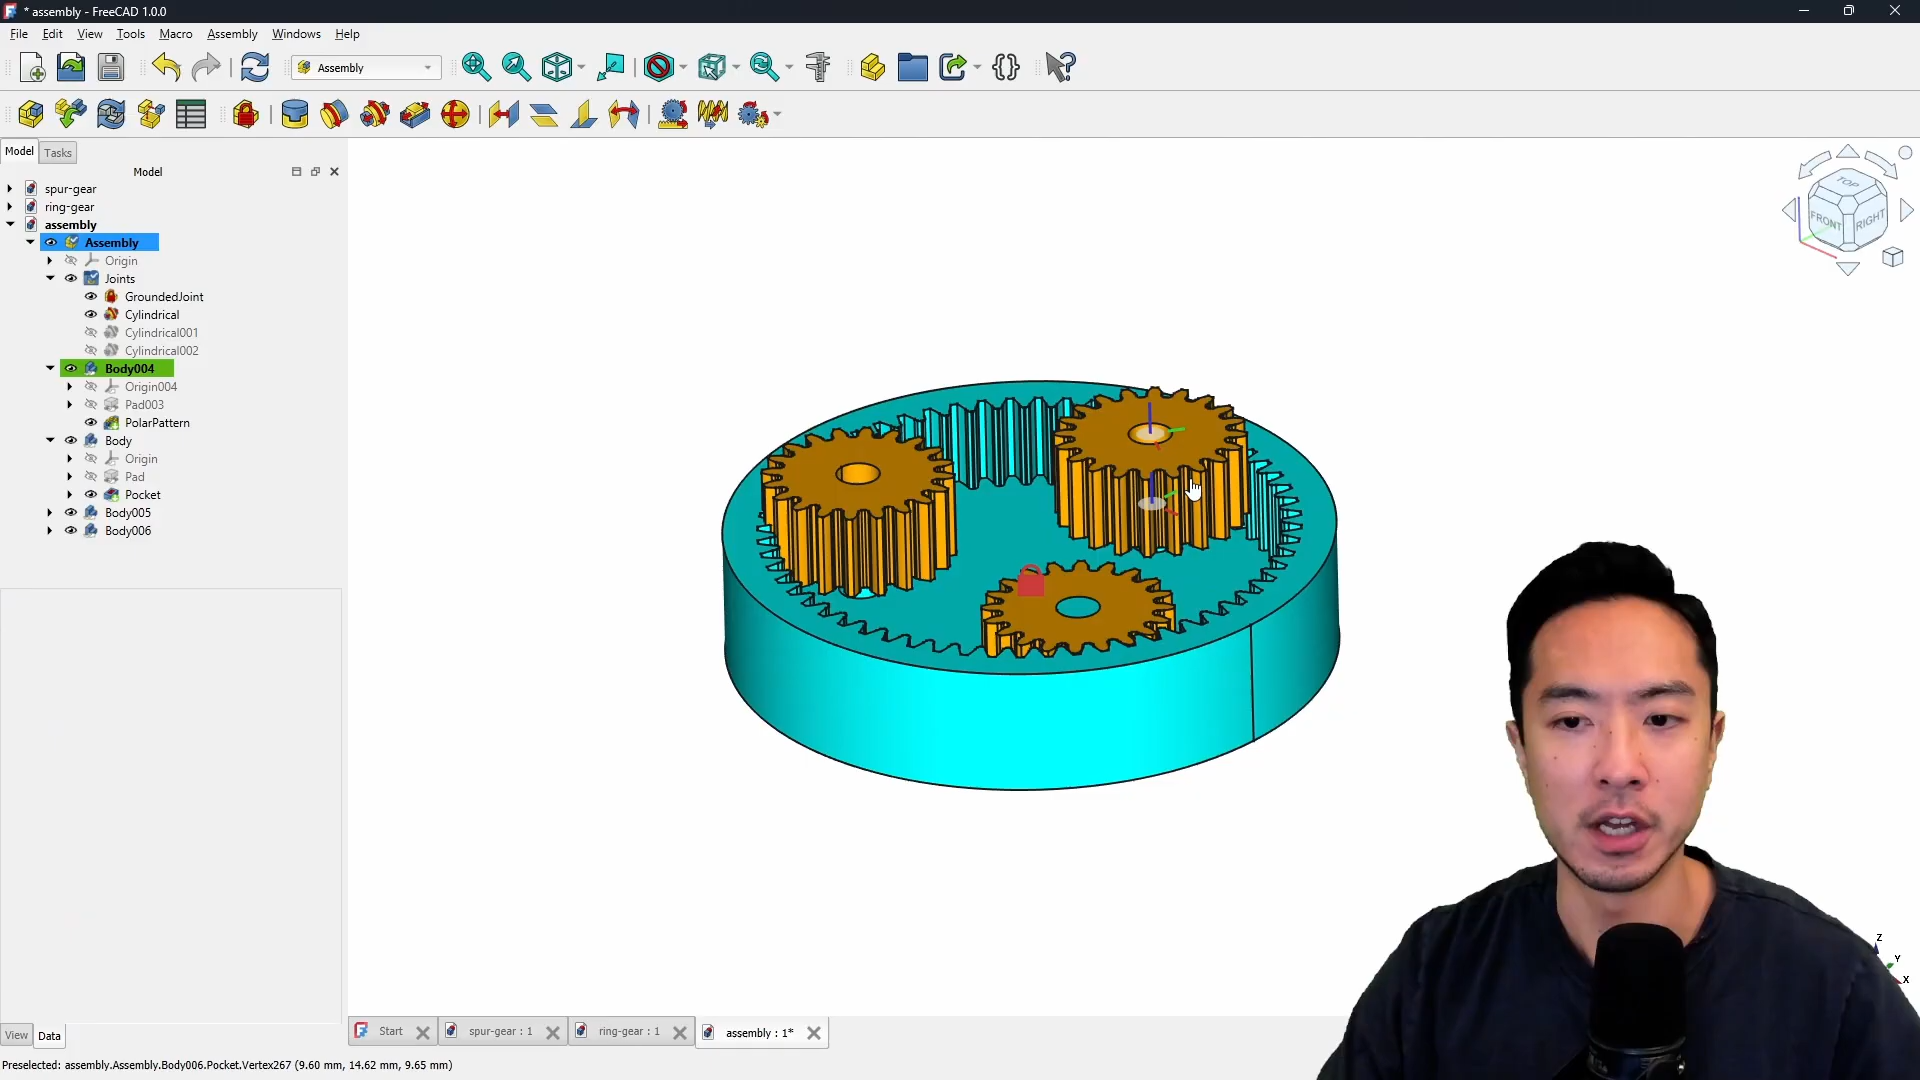 * assembly - FreeCAD 1.0.0
File Edit View Tools Macro Assembly Windows Help
Assembly
Model Tasks
Model
spur-gear
ring-gear
assembly
Assembly
Origin
Joints
GroundedJoint
Cylindrical
Cylindrical001
Cylindrical002
Body004
Origin004
Pad003
PolarPattern
Body
Origin
Pad
Pocket
Body005
Body006
TOP
FRONT
RIGHT
Z
Y
X
View Data
Start
spur-gear : 1
ring-gear : 1
assembly : 1*
Preselected: assembly.Assembly.Body006.Pocket.Vertex267 (9.60 mm, 14.62 mm, 9.65 mm)